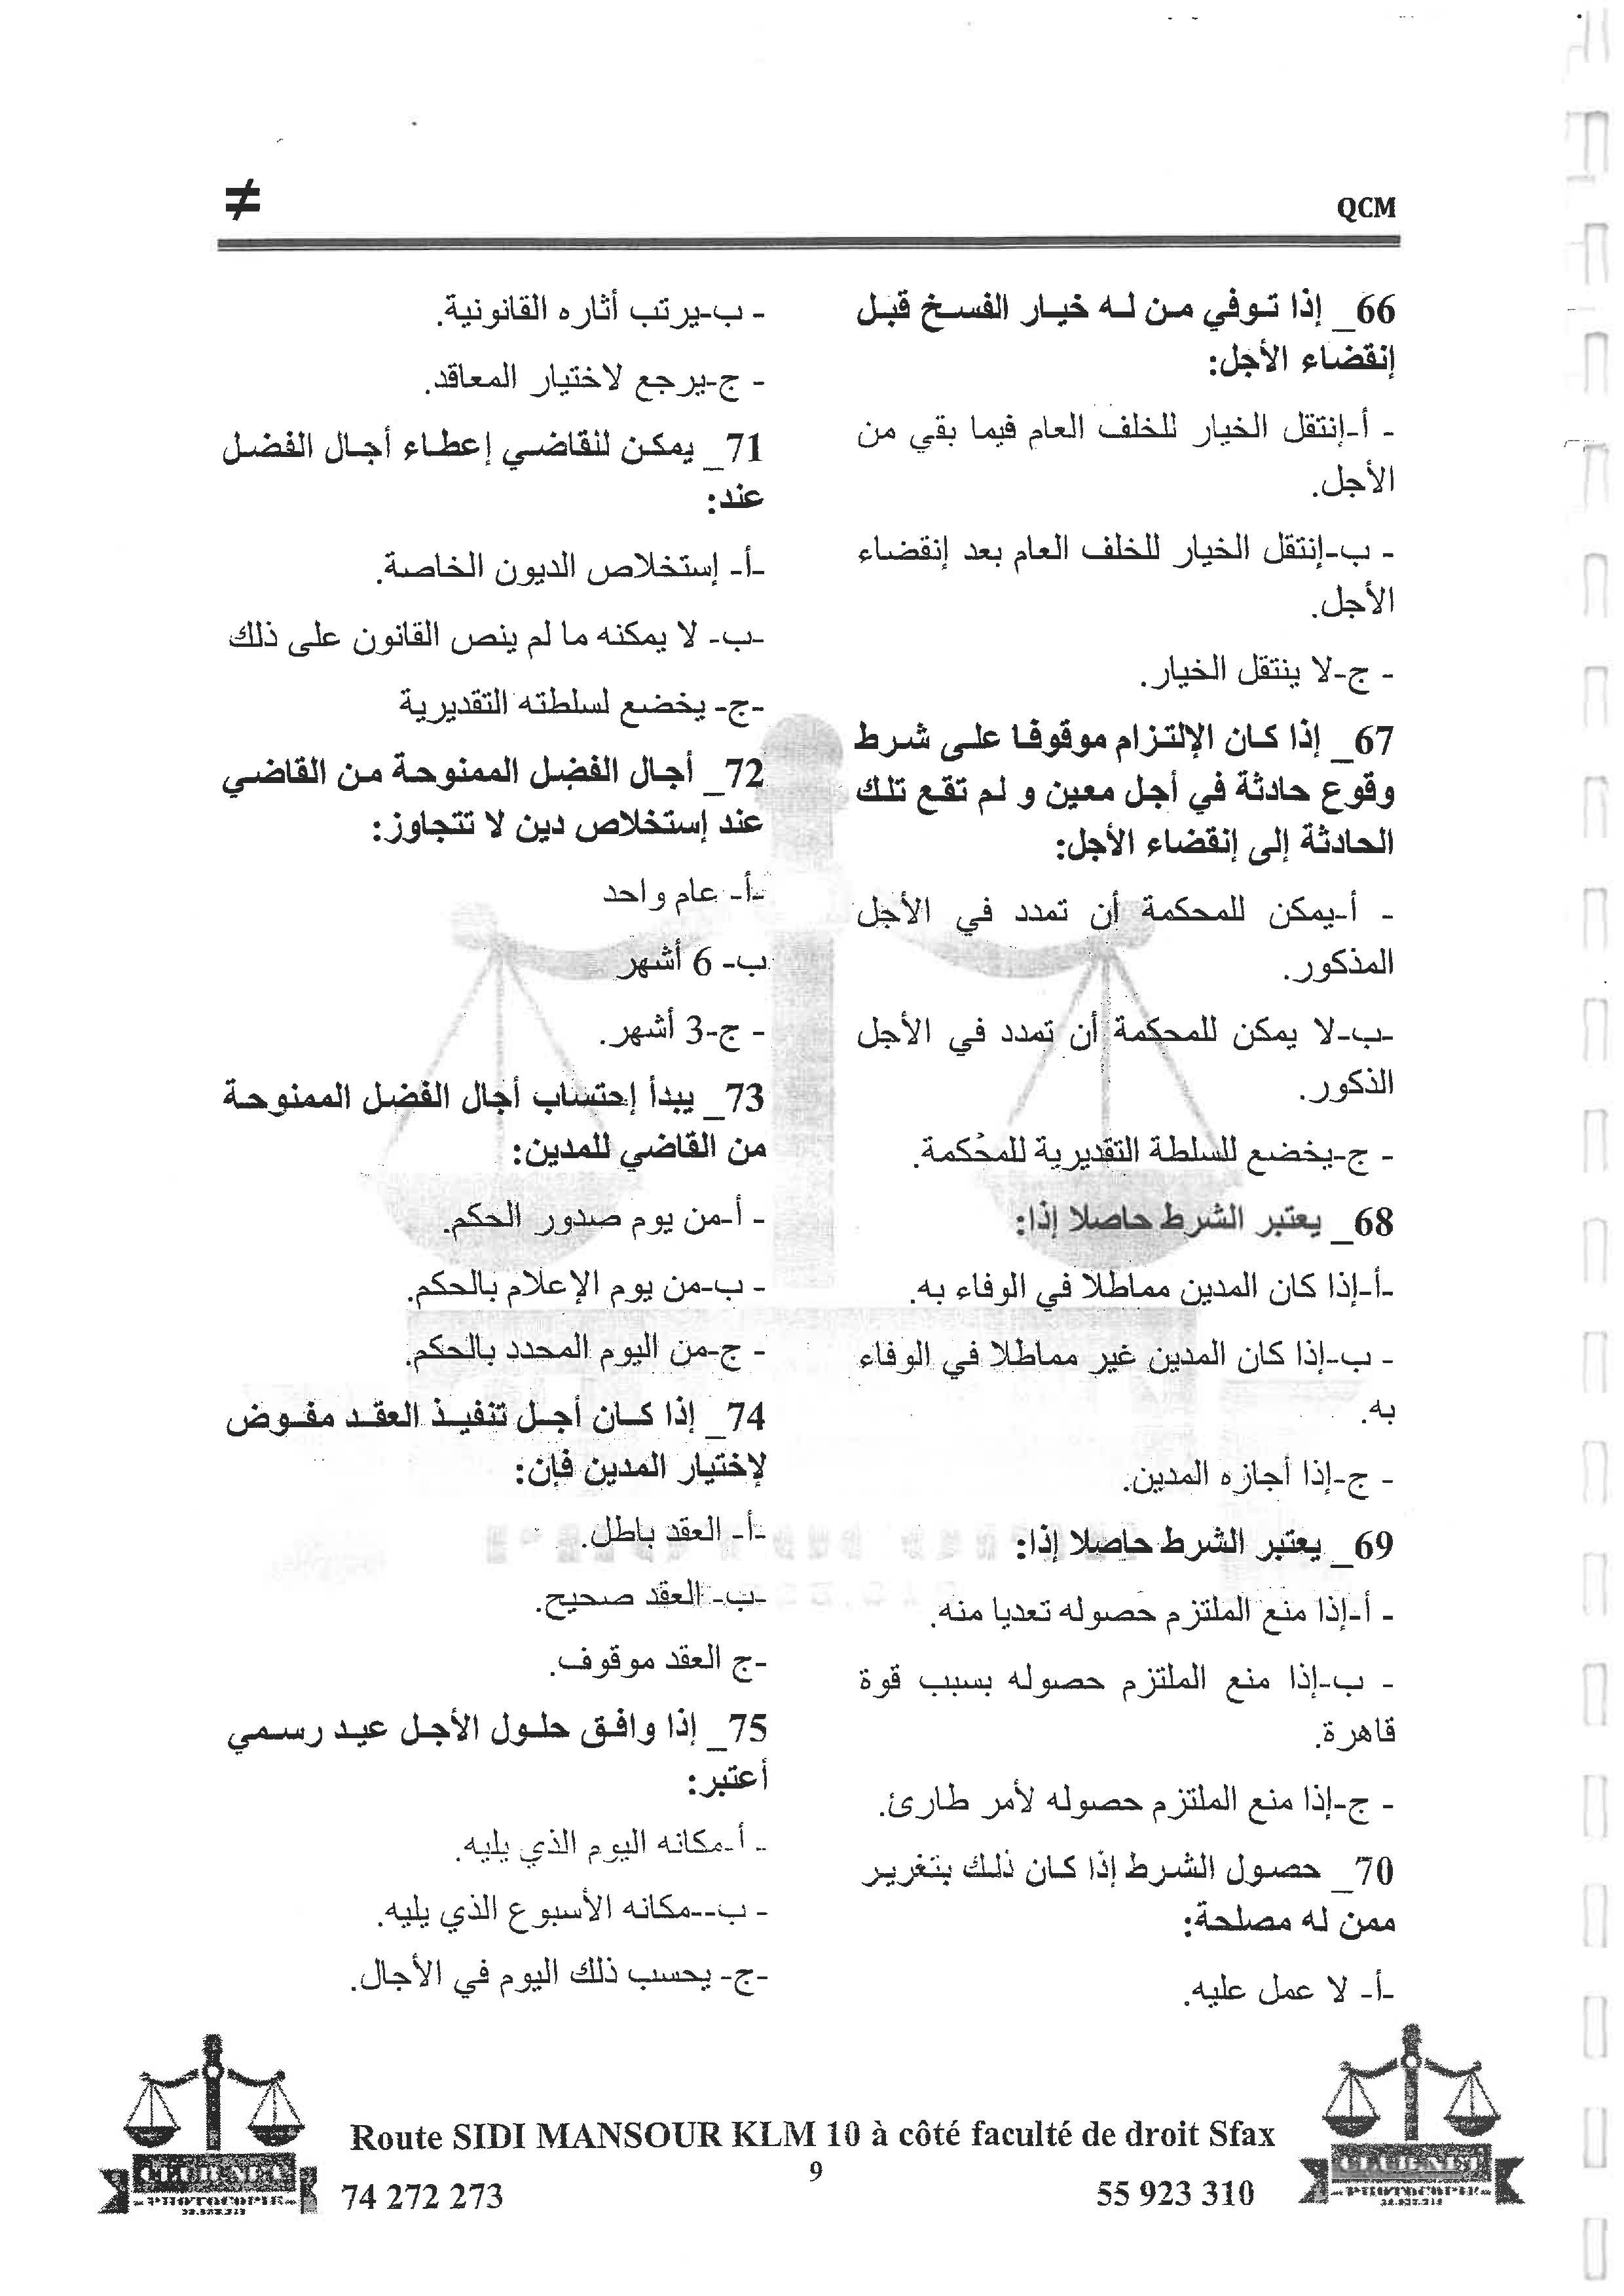 QCM
≠
66_ إذا توفي من له خيار الفسخ قبل
إنقضاء الأجل:
- أ-إنتقل الخيار للخلف العام فيما بقي من
الأجل.
- ب-إنتقل الخيار للخلف العام بعد إنقضاء
الأجل.
- ج-لا ينتقل الخيار.
67_ إذا كان الإلتزام موقوفا على شرط
وقوع حادثة في أجل معين و لم تقع تلك
الحادثة إلى إنقضاء الأجل:
- أ-يمكن للمحكمة أن تمدد في الأجل
المذكور.
-ب-لا يمكن للمحكمة أن تمدد في الأجل
الذكور.
- ج-يخضع للسلطة التقديرية للمحكمة.
68_ يعتبر الشرط حاصلا إذا:
-أ-إذا كان المدين مماطلا في الوفاء به.
- ب-إذا كان المدين غير مماطلا في الوفاء
به.
- ج-إذا أجازه المدين.
69_ يعتبر الشرط حاصلا إذا:
- أ-إذا منع الملتزم حصوله تعديا منه.
- ب-إذا منع الملتزم حصوله بسبب قوة
قاهرة.
- ج-إذا منع الملتزم حصوله لأمر طارئ.
70_ حصول الشرط إذا كان ذلك بتغرير
ممن له مصلحة:
-أ- لا عمل عليه.
- ب-يرتب أثاره القانونية.
- ج-يرجع لاختيار المعاقد.
71_ يمكن للقاضي إعطاء أجال الفضل
عند:
-أ- إستخلاص الديون الخاصة.
-ب- لا يمكنه ما لم ينص القانون على ذلك
-ج- يخضع لسلطته التقديرية
72_ أجال الفضل الممنوحة من القاضي
عند إستخلاص دين لا تتجاوز:
-أ- عام واحد
ب- 6 أشهر
- ج-3 أشهر.
73_ يبدأ إحتساب أجال الفضل الممنوحة
من القاضي للمدين:
- أ-من يوم صدور الحكم.
- ب-من يوم الإعلام بالحكم.
- ج-من اليوم المحدد بالحكم.
74_ إذا كان أجل تنفيذ العقد مفوض
لإختيار المدين فإن:
-أ- العقد باطل.
-ب- العقد صحيح.
-ج العقد موقوف.
75_ إذا وافق حلول الأجل عيد رسمي
أعتبر:
- أ-مكانه اليوم الذي يليه.
- ب--مكانه الأسبوع الذي يليه.
-ج- يحسب ذلك اليوم في الأجال.
Route SIDI MANSOUR KLM 10 à côté faculté de droit Sfax
9
74 272 273
55 923 310
PHOTOCOPIE
PHOTOCOPIE